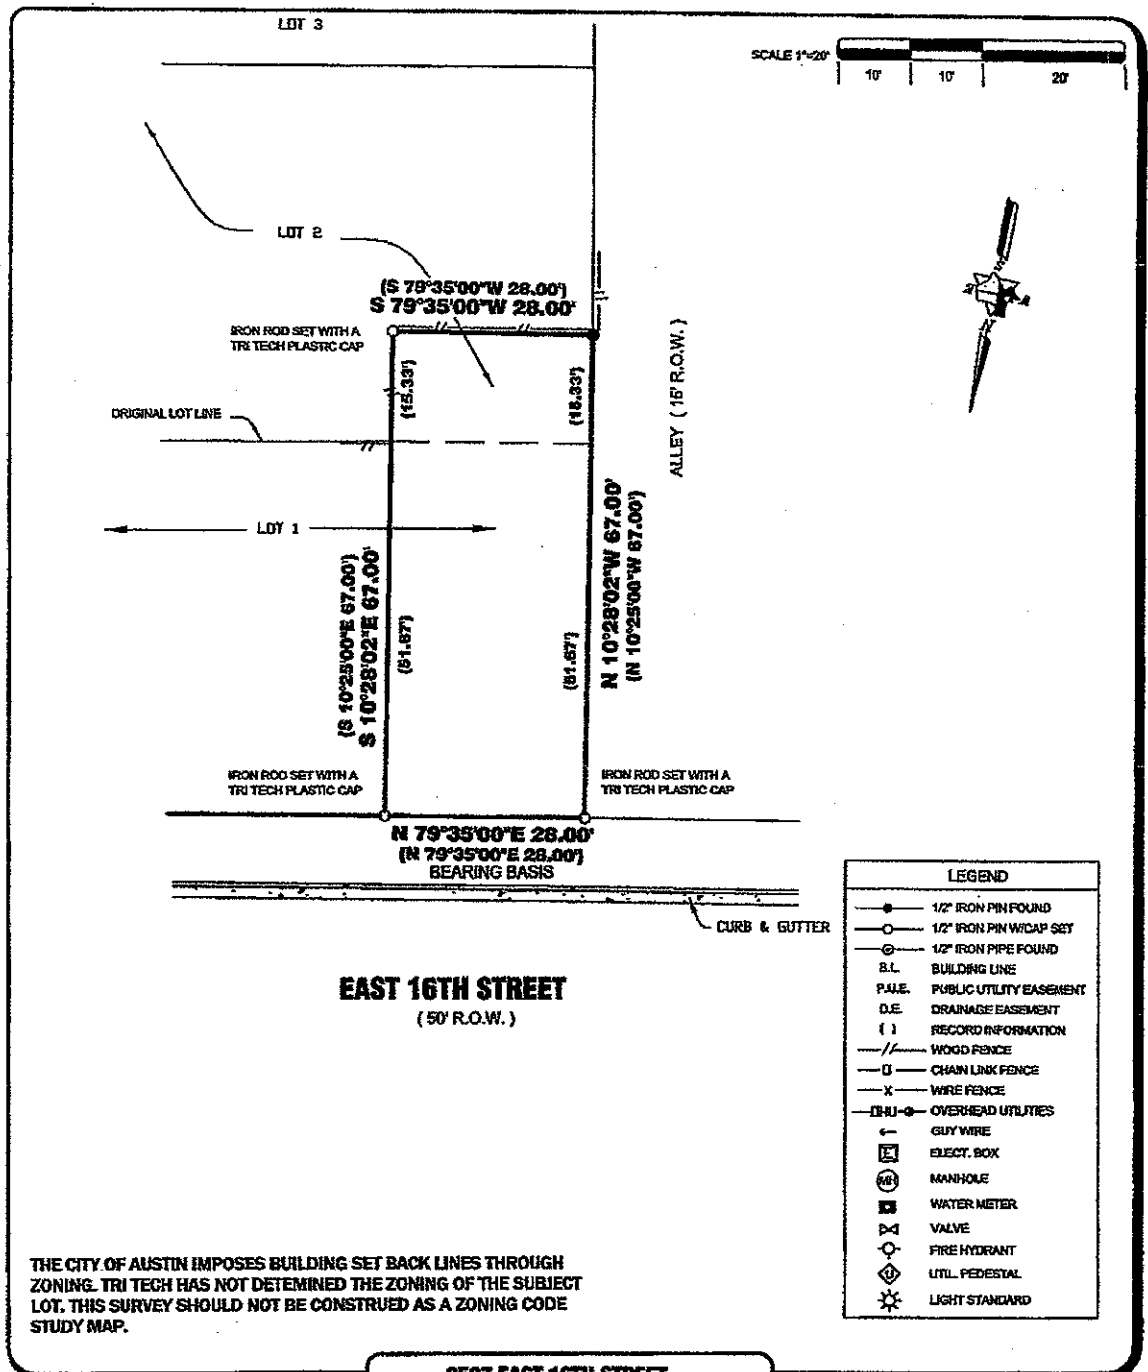 LOT 3
SCALE 1"=20'
10' 10' 20'
LOT 2
(S 79°35'00"W 28.00')
S 79°35'00"W 28.00'
IRON ROD SET WITH A
TRI TECH PLASTIC CAP
(15.33')
(15.33')
ALLEY ( 15' R.O.W. )
ORIGINAL LOT LINE
LOT 1
(S 10°25'00"E 67.00')
S 10°28'02"E 67.00'
(51.67')
(51.67')
N 10°28'02"W 67.00'
(N 10°25'00"W 67.00')
IRON ROD SET WITH A
TRI TECH PLASTIC CAP
IRON ROD SET WITH A
TRI TECH PLASTIC CAP
N 79°35'00"E 28.00'
(N 79°35'00"E 28.00')
BEARING BASIS
CURB & GUTTER
EAST 16TH STREET
( 50' R.O.W. )
LEGEND
1/2" IRON PIN FOUND
1/2" IRON PIN W/CAP SET
1/2" IRON PIPE FOUND
B.L. BUILDING LINE
P.U.E. PUBLIC UTILITY EASEMENT
D.E. DRAINAGE EASEMENT
( ) RECORD INFORMATION
// WOOD FENCE
CHAIN LINK FENCE
X WIRE FENCE
OHU OVERHEAD UTILITIES
GUY WIRE
E ELECT. BOX
MH MANHOLE
WATER METER
VALVE
FIRE HYDRANT
U UTIL. PEDESTAL
LIGHT STANDARD
THE CITY OF AUSTIN IMPOSES BUILDING SET BACK LINES THROUGH
ZONING. TRI TECH HAS NOT DETEMINED THE ZONING OF THE SUBJECT
LOT. THIS SURVEY SHOULD NOT BE CONSTRUED AS A ZONING CODE
STUDY MAP.
EAST 16TH STREET